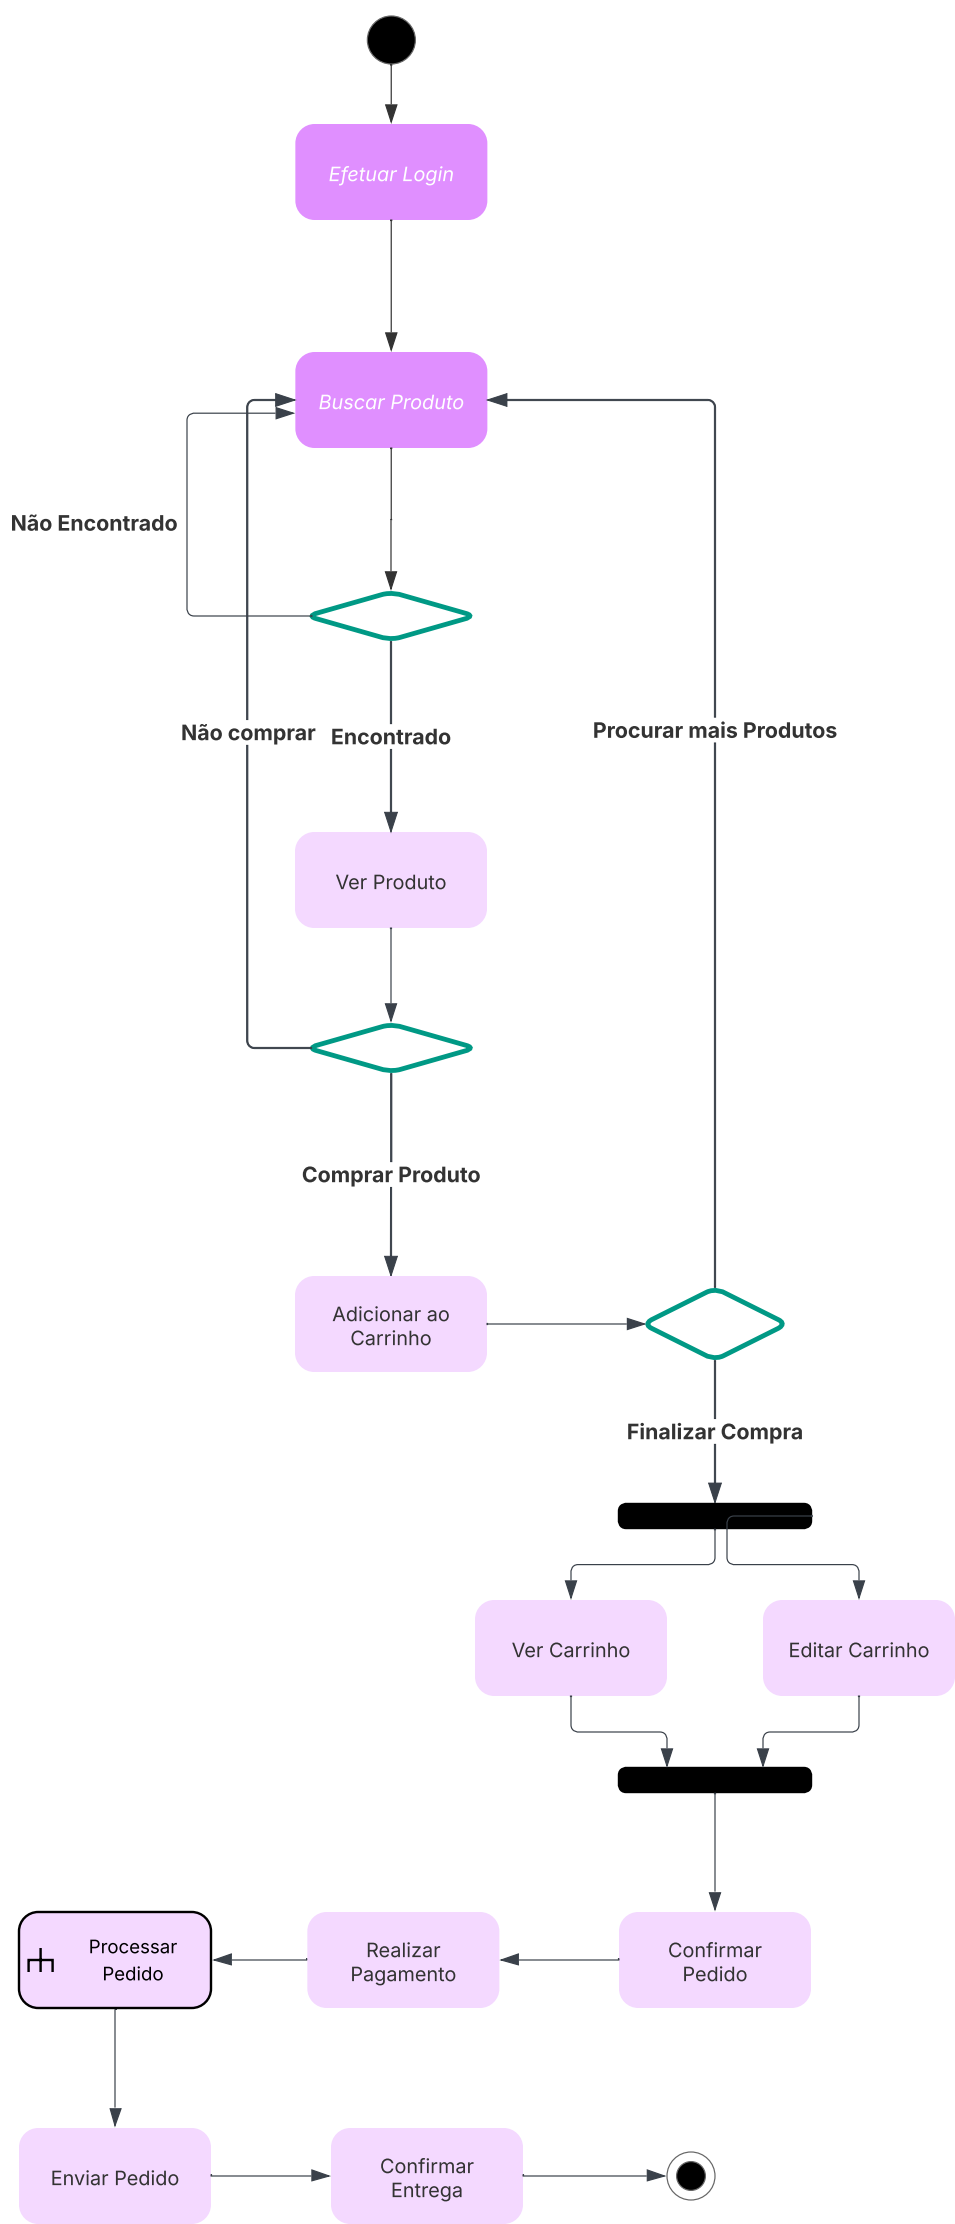 Efetuar Login
Buscar Produto
Não Encontrado
Não comprar
Encontrado
Procurar mais Produtos
Ver Produto
Comprar Produto
Adicionar ao
Carrinho
Finalizar Compra
Ver Carrinho
Editar Carrinho
Processar
Pedido
Realizar
Pagamento
Confirmar
Pedido
Enviar Pedido
Confirmar
Entrega